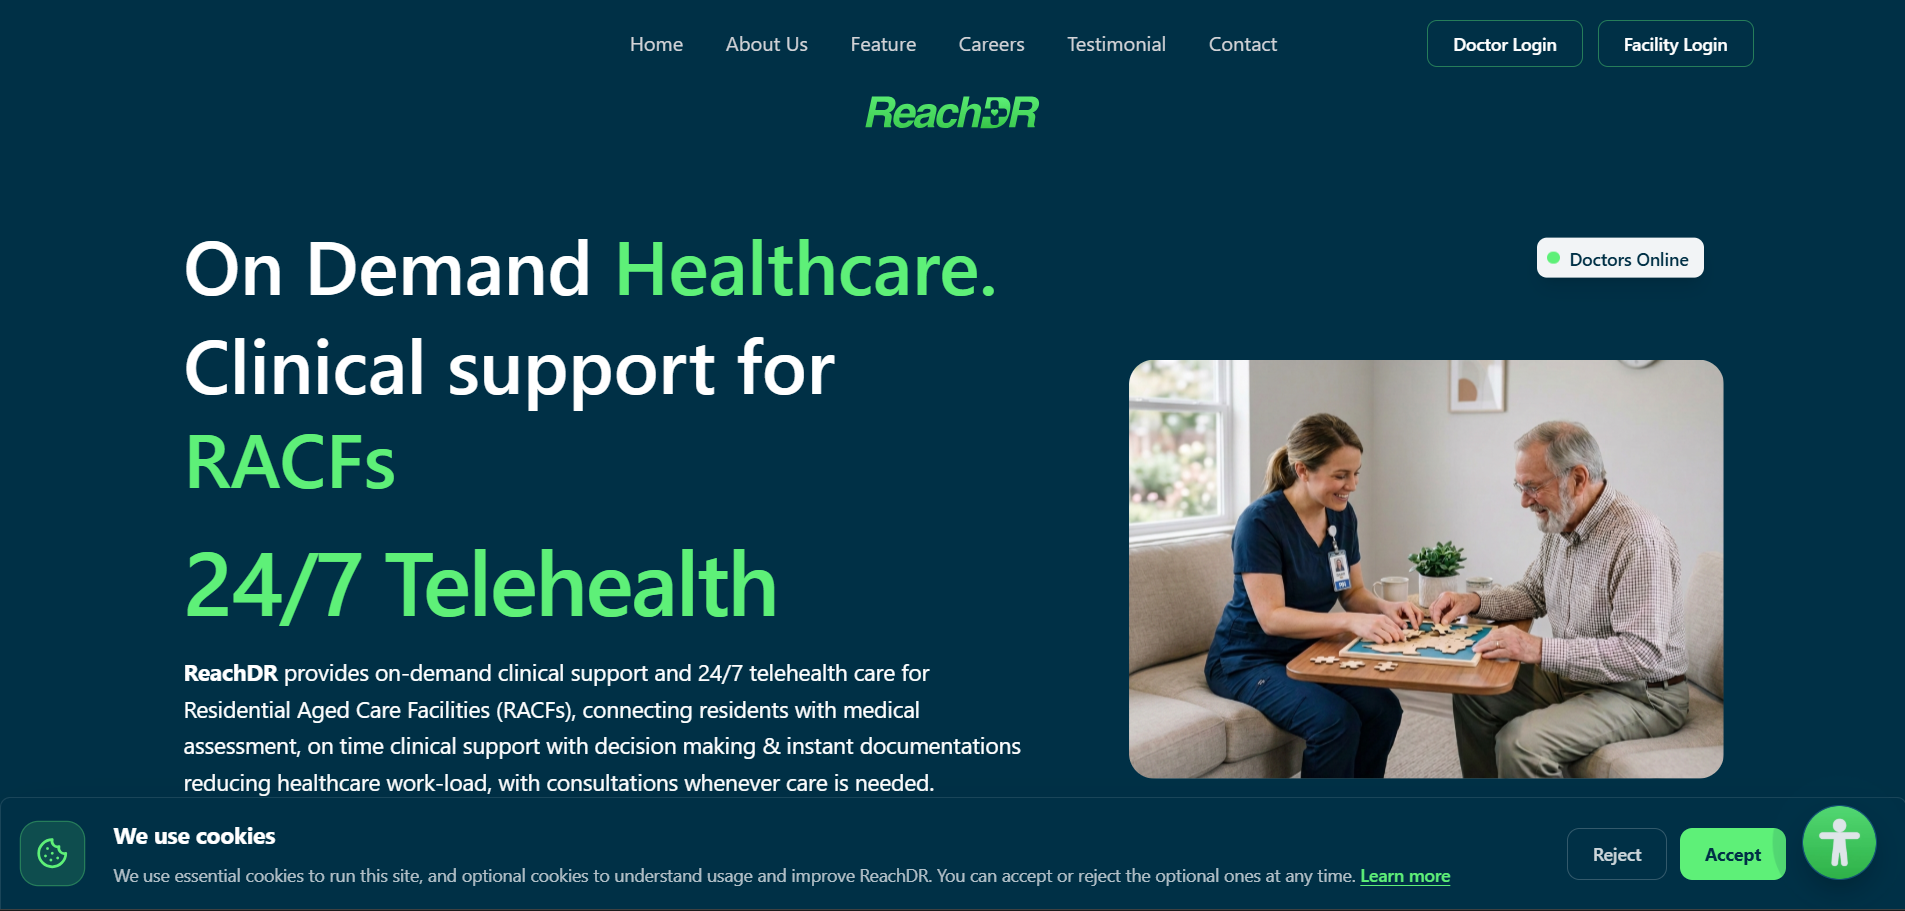 Home About Us Feature Careers Testimonial Contact Doctor Login Facility Login
ReachDR
On Demand Healthcare.
Doctors Online
Clinical support for
RACFs
24/7 Telehealth
ReachDR provides on-demand clinical support and 24/7 telehealth care for
Residential Aged Care Facilities (RACFs), connecting residents with medical
assessment, on time clinical support with decision making & instant documentations
reducing healthcare work-load, with consultations whenever care is needed.
We use cookies
We use essential cookies to run this site, and optional cookies to understand usage and improve ReachDR. You can accept or reject the optional ones at any time. Learn more
Reject Accept